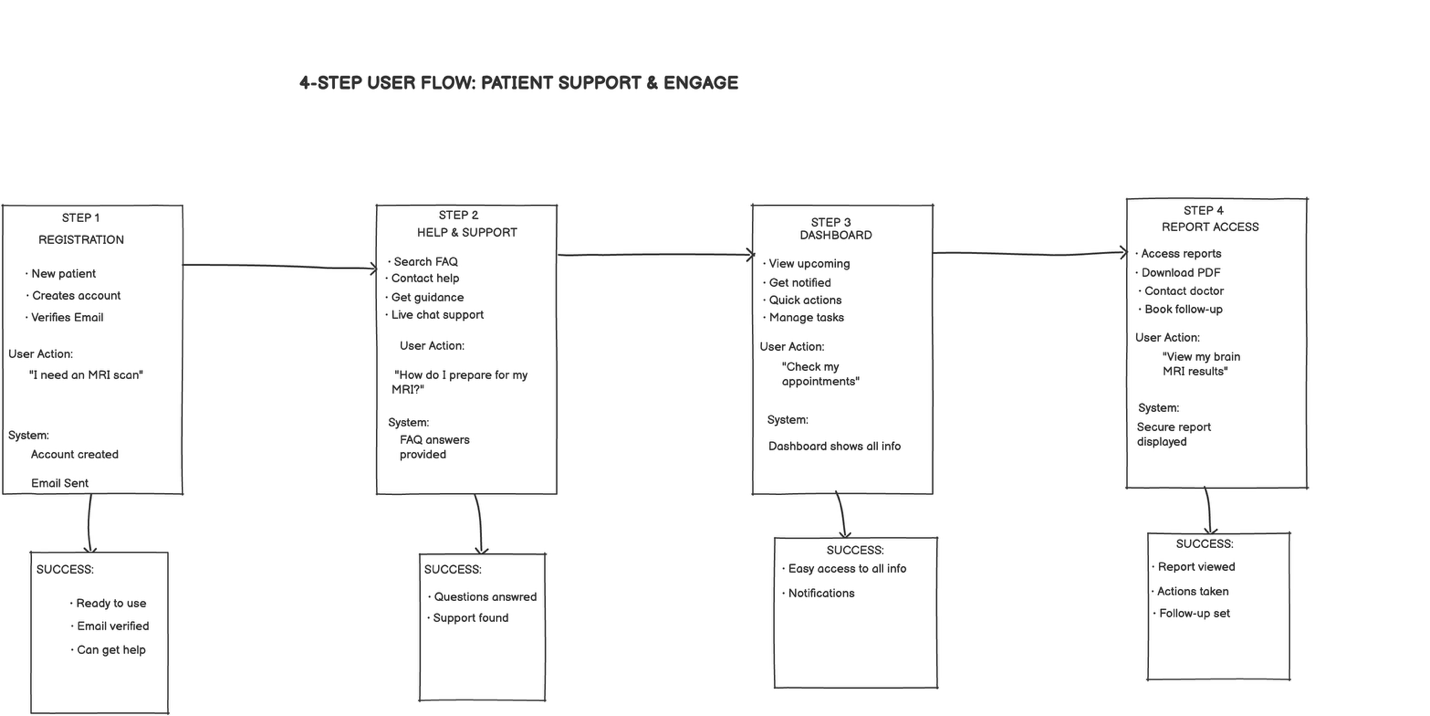 4-STEP USER FLOW: PATIENT SUPPORT & ENGAGE
STEP 1
REGISTRATION
· New patient
· Creates account
· Verifies Email
User Action:
"I need an MRI scan"
System:
Account created
Email Sent
SUCCESS:
· Ready to use
· Email verified
· Can get help
STEP 2
HELP & SUPPORT
· Search FAQ
· Contact help
· Get guidance
· Live chat support
User Action:
"How do I prepare for my
MRI?"
System:
FAQ answers
provided
SUCCESS:
· Questions answred
· Support found
STEP 3
DASHBOARD
· View upcoming
· Get notified
· Quick actions
· Manage tasks
User Action:
"Check my
appointments"
System:
Dashboard shows all info
SUCCESS:
· Easy access to all info
· Notifications
STEP 4
REPORT ACCESS
· Access reports
· Download PDF
· Contact doctor
· Book follow-up
User Action:
"View my brain
MRI results"
System:
Secure report
displayed
SUCCESS:
· Report viewed
· Actions taken
· Follow-up set